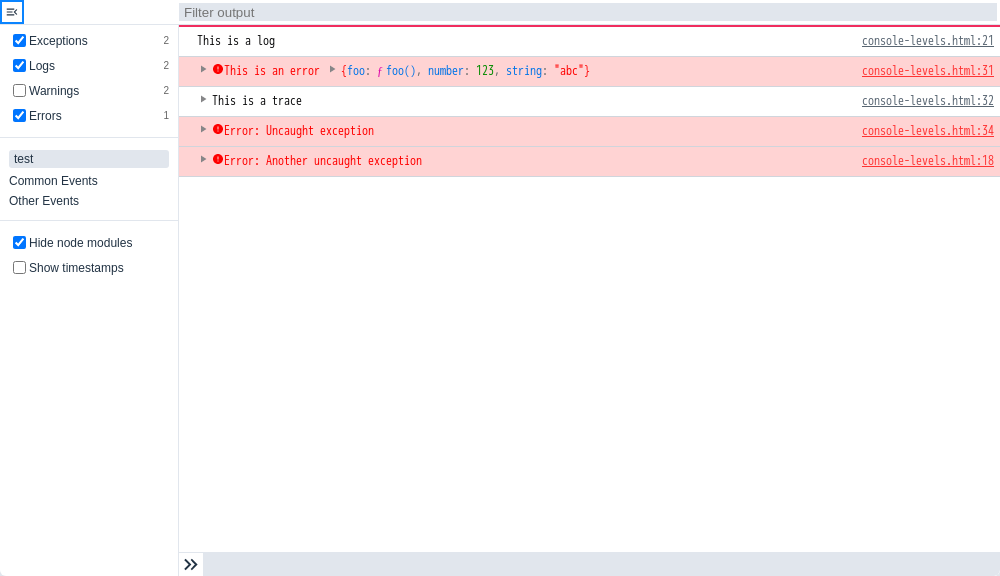 Filter output
Exceptions 2
Logs 2
Warnings 2
Errors 1
test
Common Events
Other Events
Hide node modules
Show timestamps
This is a log console-levels.html:21
This is an error {foo: ƒ foo(), number: 123, string: "abc"} console-levels.html:31
This is a trace console-levels.html:32
Error: Uncaught exception console-levels.html:34
Error: Another uncaught exception console-levels.html:18